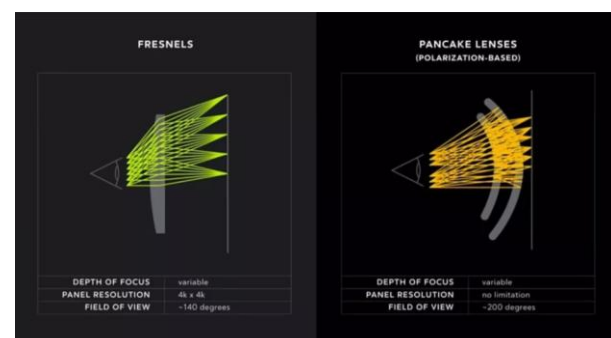 FRESNELS
DEPTH OF FOCUS variable
PANEL RESOLUTION 4k x 4k
FIELD OF VIEW ~140 degrees
PANCAKE LENSES
(POLARIZATION-BASED)
DEPTH OF FOCUS variable
PANEL RESOLUTION no limitation
FIELD OF VIEW ~200 degrees